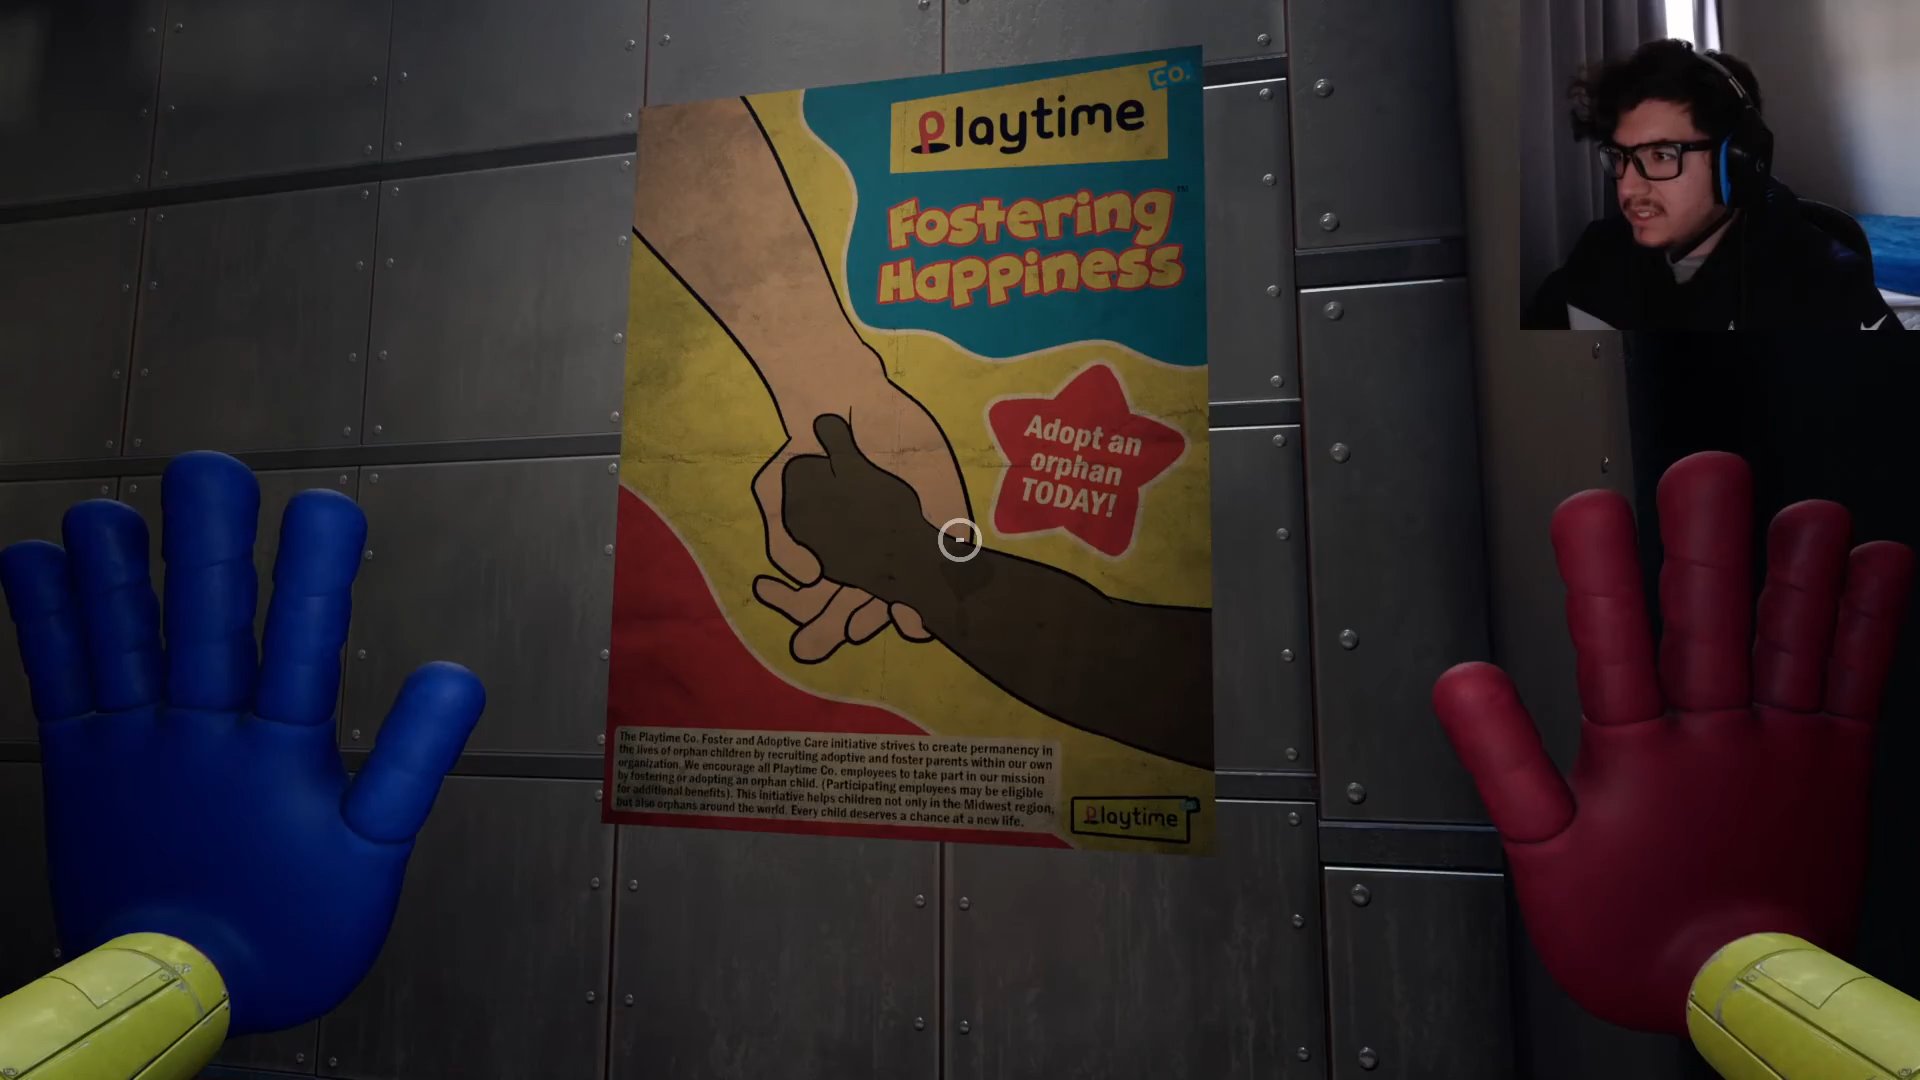 Playtime
CO.
Fostering
Happiness™
Adopt an
orphan
TODAY!
The Playtime Co. Foster and Adoptive Care initiative strives to create permanency in
the lives of orphan children by recruiting adoptive and foster parents within our own
organization. We encourage all Playtime Co. employees to take part in our mission
by fostering or adopting an orphan child. (Participating employees may be eligible
for additional benefits). This initiative helps children not only in the Midwest region,
but also orphans around the world. Every child deserves a chance at a new life.
Playtime